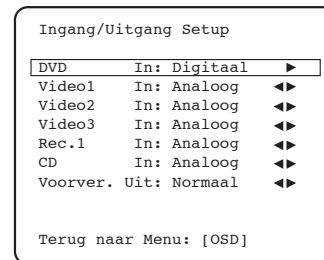 Ingang/Uitgang Setup
DVD In: Digitaal ►
Video1 In: Analoog ◄►
Video2 In: Analoog ◄►
Video3 In: Analoog ◄►
Rec.1 In: Analoog ◄►
CD In: Analoog ◄►
Voorver. Uit: Normaal ◄►
Terug naar Menu: [OSD]